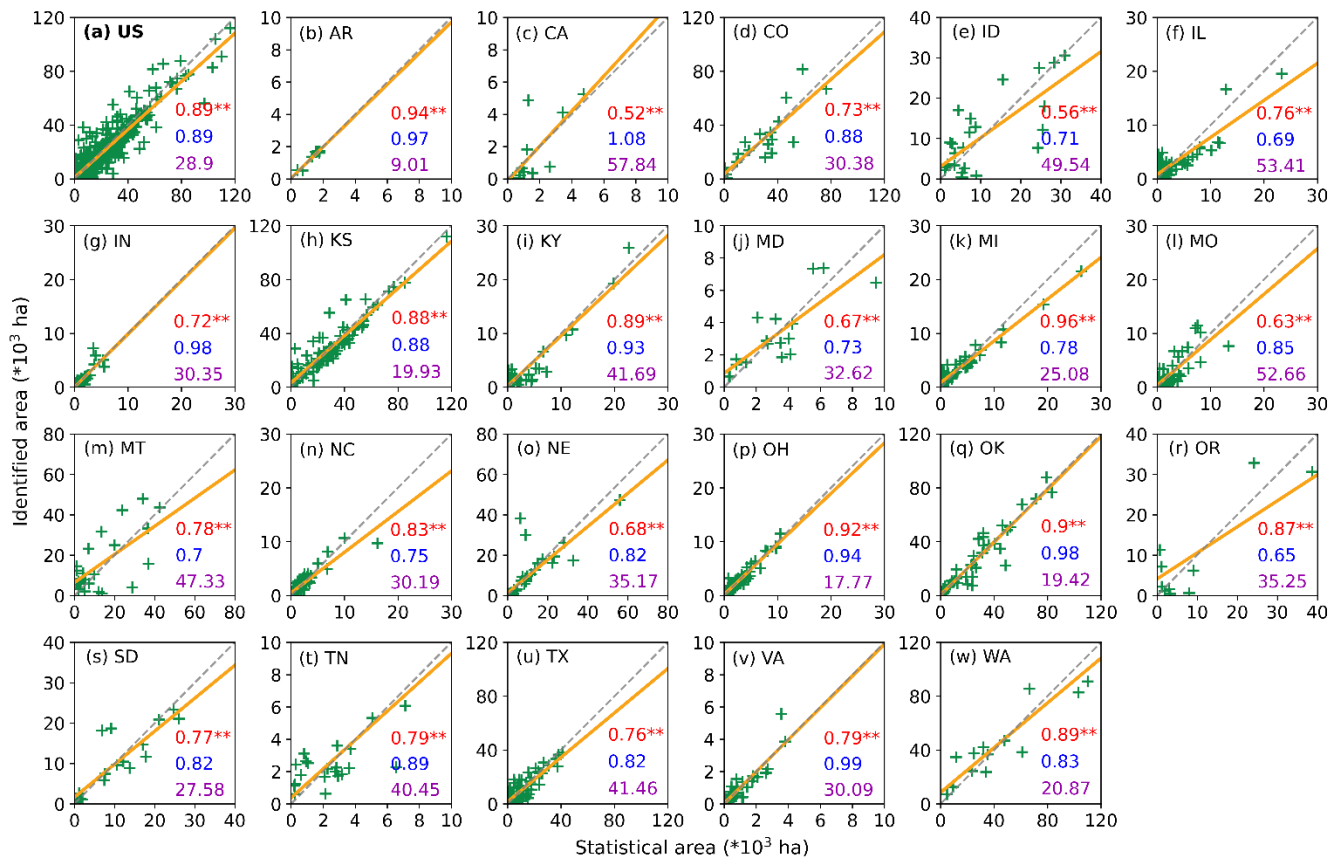 Identified area (*10³ ha)
(a) US
0.89**
0.89
28.9
0 40 80 120
0 40 80 120
(b) AR
0.94**
0.97
9.01
0 2 4 6 8 10
0 2 4 6 8 10
(c) CA
0.52**
1.08
57.84
0 2 4 6 8 10
0 2 4 6 8 10
(d) CO
0.73**
0.88
30.38
0 40 80 120
0 40 80 120
(e) ID
0.56**
0.71
49.54
0 10 20 30 40
0 10 20 30 40
(f) IL
0.76**
0.69
53.41
0 10 20 30
0 10 20 30
(g) IN
0.72**
0.98
30.35
0 10 20 30
0 10 20 30
(h) KS
0.88**
0.88
19.93
0 40 80 120
0 40 80 120
(i) KY
0.89**
0.93
41.69
0 10 20 30
0 10 20 30
(j) MD
0.67**
0.73
32.62
0 2 4 6 8 10
0 2 4 6 8 10
(k) MI
0.96**
0.78
25.08
0 10 20 30
0 10 20 30
(l) MO
0.63**
0.85
52.66
0 10 20 30
0 10 20 30
(m) MT
0.78**
0.7
47.33
0 20 40 60 80
0 20 40 60 80
(n) NC
0.83**
0.75
30.19
0 10 20 30
0 10 20 30
(o) NE
0.68**
0.82
35.17
0 20 40 60 80
0 20 40 60 80
(p) OH
0.92**
0.94
17.77
0 10 20 30
0 10 20 30
(q) OK
0.9**
0.98
19.42
0 40 80 120
0 40 80 120
(r) OR
0.87**
0.65
35.25
0 10 20 30 40
0 10 20 30 40
(s) SD
0.77**
0.82
27.58
0 10 20 30 40
0 20 40
(t) TN
0.79**
0.89
40.45
0 2 4 6 8 10
0 2 4 6 8 10
(u) TX
0.76**
0.82
41.46
0 40 80 120
0 40 80 120
(v) VA
0.79**
0.99
30.09
0 2 4 6 8 10
0 2 4 6 8 10
(w) WA
0.89**
0.83
20.87
0 40 80 120
0 40 80 120
Statistical area (*10³ ha)